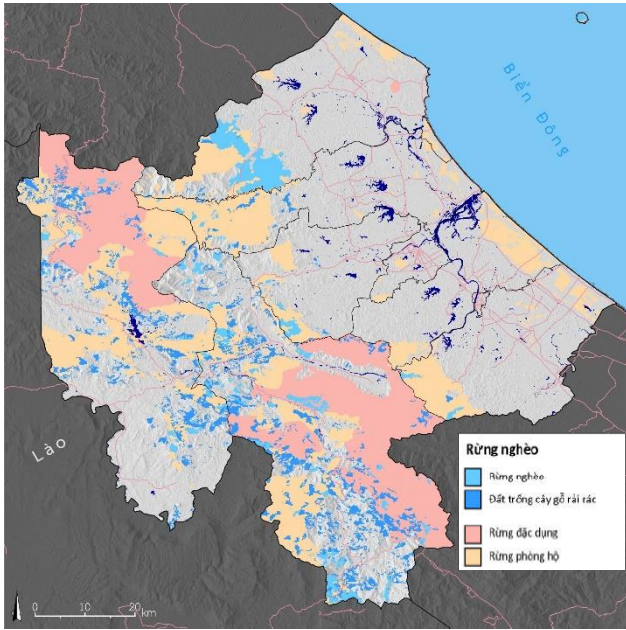 Biển Đông
Lào
Rừng nghèo
Rừng nghèo
Đất trống cây gỗ rải rác
Rừng đặc dụng
Rừng phòng hộ
0 10 20
km